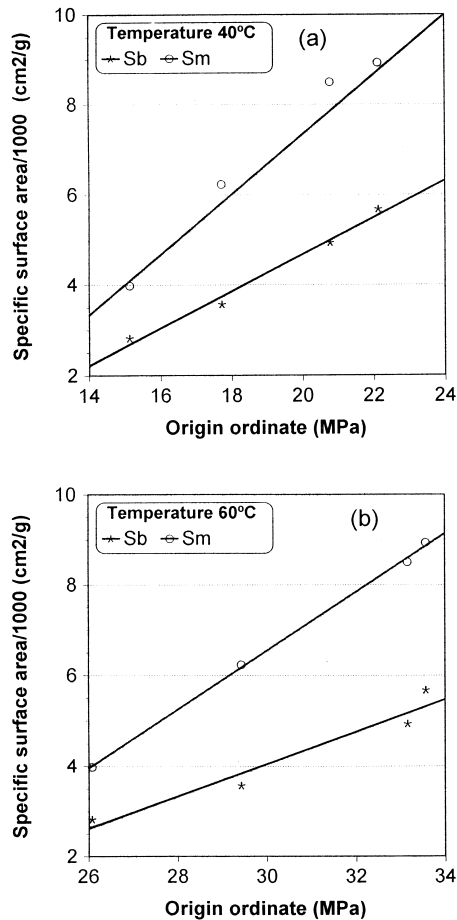 Temperature 40ºC
Sb Sm
(a)
Specific surface area/1000 (cm2/g)
10
8
6
4
2
14 16 18 20 22 24
Origin ordinate (MPa)
Temperature 60ºC
Sb Sm
(b)
Specific surface area/1000 (cm2/g)
10
8
6
4
2
26 28 30 32 34
Origin ordinate (MPa)